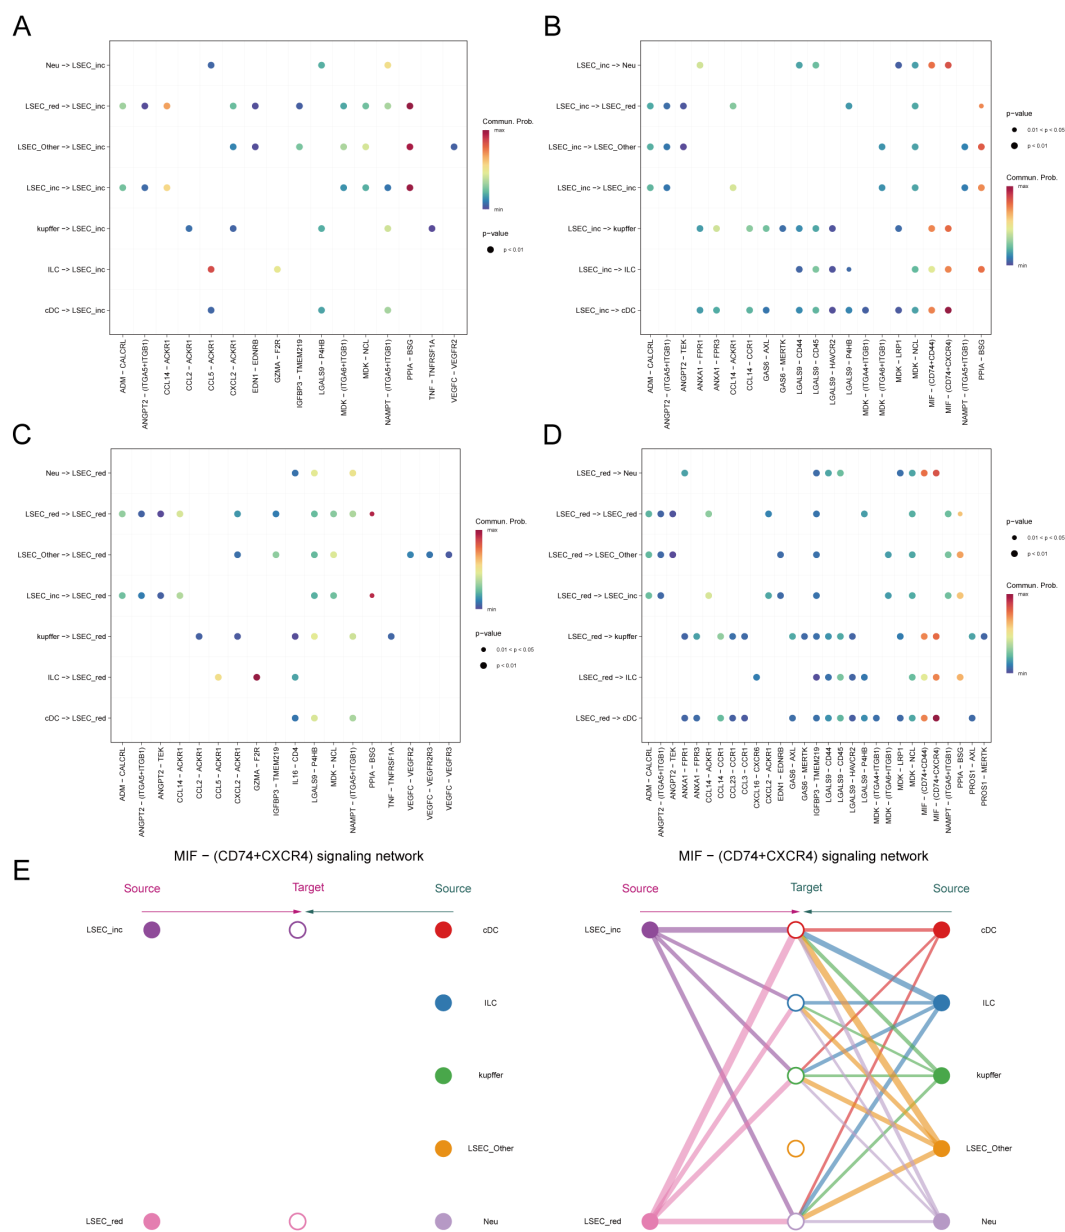 A
Neu − > LSEC_inc
LSEC_red − > LSEC_inc
LSEC_Other − > LSEC_inc
LSEC_inc − > LSEC_inc
kupffer − > LSEC_inc
ILC − > LSEC_inc
cDC − > LSEC_inc
ADM − CALCRL
ANGPT2 − (ITGA5+ITGB1)
CCL14 − ACKR1
CCL2 − ACKR1
CCL5 − ACKR1
CXCL2 − ACKR1
EDN1 − EDNRB
GZMA − F2R
IGFBP3 − TMEM219
LGALS9 − P4HB
MDK − (ITGA6+ITGB1)
MDK − NCL
NAMPT − (ITGA5+ITGB1)
PPIA − BSG
TNF − TNFRSF1A
VEGFC − VEGFR2
Commun. Prob.
max
min
p−value
p < 0.01
B
LSEC_inc − > Neu
LSEC_inc − > LSEC_red
LSEC_inc − > LSEC_Other
LSEC_inc − > LSEC_inc
LSEC_inc − > kupffer
LSEC_inc − > ILC
LSEC_inc − > cDC
ADM − CALCRL
ANGPT2 − (ITGA5+ITGB1)
ANGPT2 − TEK
ANXA1 − FPR1
ANXA1 − FPR3
CCL14 − ACKR1
CCL14 − CCR1
GAS6 − AXL
GAS6 − MERTK
LGALS9 − CD44
LGALS9 − CD45
LGALS9 − HAVCR2
LGALS9 − P4HB
MDK − (ITGA4+ITGB1)
MDK − (ITGA6+ITGB1)
MDK − LRP1
MDK − NCL
MIF − (CD74+CD44)
MIF − (CD74+CXCR4)
NAMPT − (ITGA5+ITGB1)
PPIA − BSG
p−value
0.01 < p < 0.05
p < 0.01
Commun. Prob.
max
min
C
Neu − > LSEC_red
LSEC_red − > LSEC_red
LSEC_Other − > LSEC_red
LSEC_inc − > LSEC_red
kupffer − > LSEC_red
ILC − > LSEC_red
cDC − > LSEC_red
ADM − CALCRL
ANGPT2 − (ITGA5+ITGB1)
ANGPT2 − TEK
CCL14 − ACKR1
CCL2 − ACKR1
CCL5 − ACKR1
CXCL2 − ACKR1
GZMA − F2R
IGFBP3 − TMEM219
IL16 − CD4
LGALS9 − P4HB
MDK − NCL
NAMPT − (ITGA5+ITGB1)
PPIA − BSG
TNF − TNFRSF1A
VEGFC − VEGFR2
VEGFC − VEGFR2R3
VEGFC − VEGFR3
Commun. Prob.
max
min
p−value
0.01 < p < 0.05
p < 0.01
D
LSEC_red − > Neu
LSEC_red − > LSEC_red
LSEC_red − > LSEC_Other
LSEC_red − > LSEC_inc
LSEC_red − > kupffer
LSEC_red − > ILC
LSEC_red − > cDC
ADM − CALCRL
ANGPT2 − (ITGA5+ITGB1)
ANGPT2 − TEK
ANXA1 − FPR1
ANXA1 − FPR3
CCL14 − ACKR1
CCL14 − CCR1
CCL23 − CCR1
CCL3 − CCR1
CXCL16 − CXCR6
CXCL2 − ACKR1
EDN1 − EDNRB
GAS6 − AXL
GAS6 − MERTK
IGFBP3 − TMEM219
LGALS9 − CD44
LGALS9 − CD45
LGALS9 − HAVCR2
LGALS9 − P4HB
MDK − (ITGA4+ITGB1)
MDK − (ITGA6+ITGB1)
MDK − LRP1
MDK − NCL
MIF − (CD74+CD44)
MIF − (CD74+CXCR4)
NAMPT − (ITGA5+ITGB1)
PPIA − BSG
PROS1 − AXL
PROS1 − MERTK
p−value
0.01 < p < 0.05
p < 0.01
Commun. Prob.
max
min
E
MIF − (CD74+CXCR4) signaling network
Source
Target
Source
LSEC_inc
cDC
ILC
kupffer
LSEC_Other
LSEC_red
Neu
MIF − (CD74+CXCR4) signaling network
Source
Target
Source
LSEC_inc
cDC
ILC
kupffer
LSEC_Other
LSEC_red
Neu